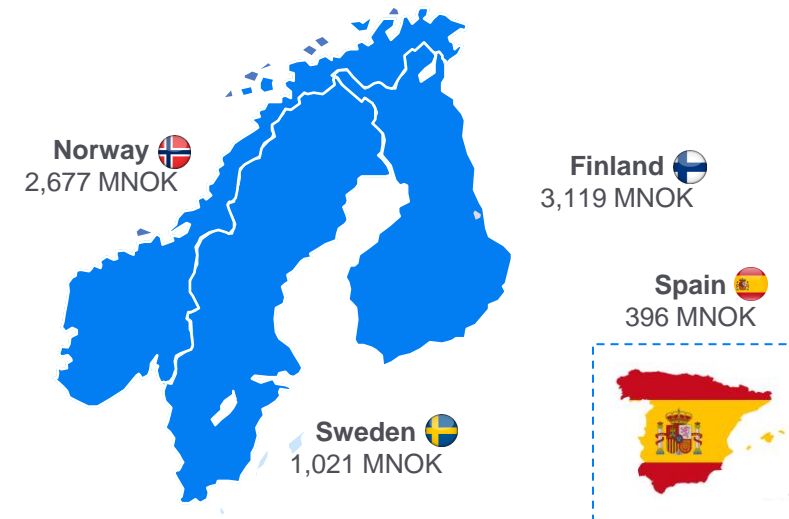 Norway
2,677 MNOK
Finland
3,119 MNOK
Spain
396 MNOK
Sweden
1,021 MNOK